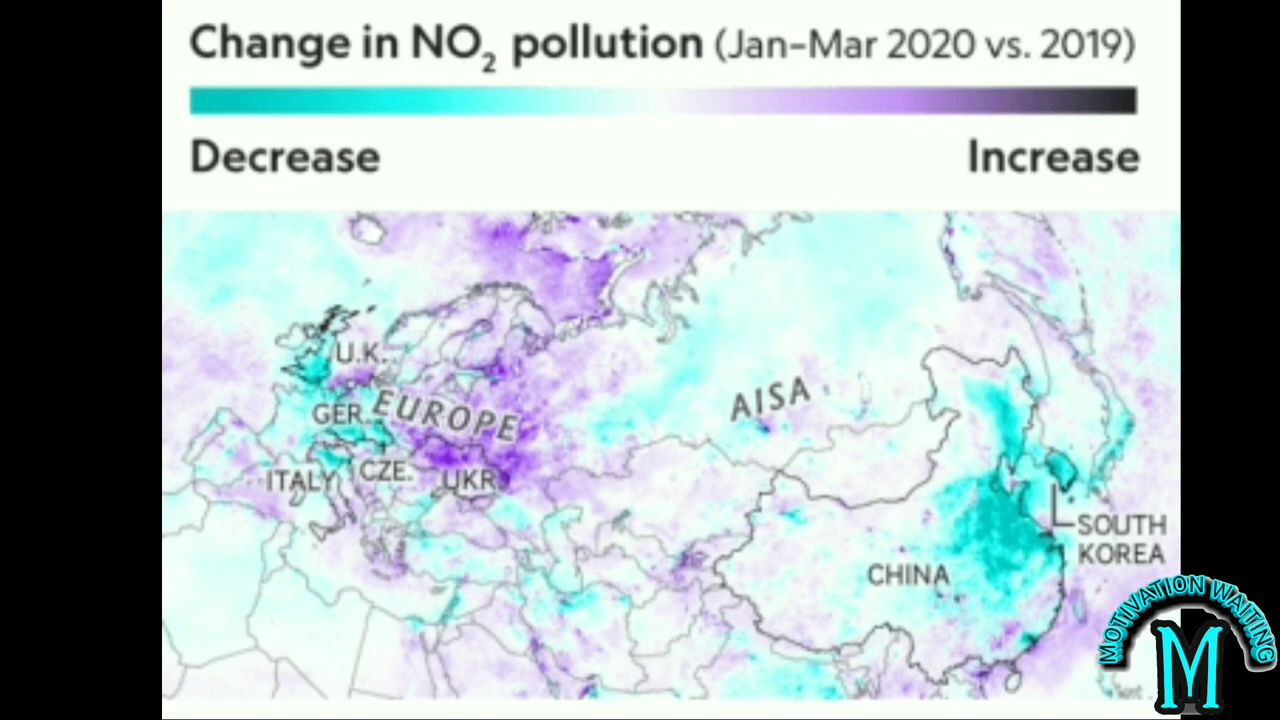 Change in NO₂ pollution (Jan–Mar 2020 vs. 2019)
Decrease
Increase
U.K.
GER.
EUROPE
AISA
ITALY
CZE.
UKR.
SOUTH
KOREA
CHINA
MOTIVATION WAITING
M